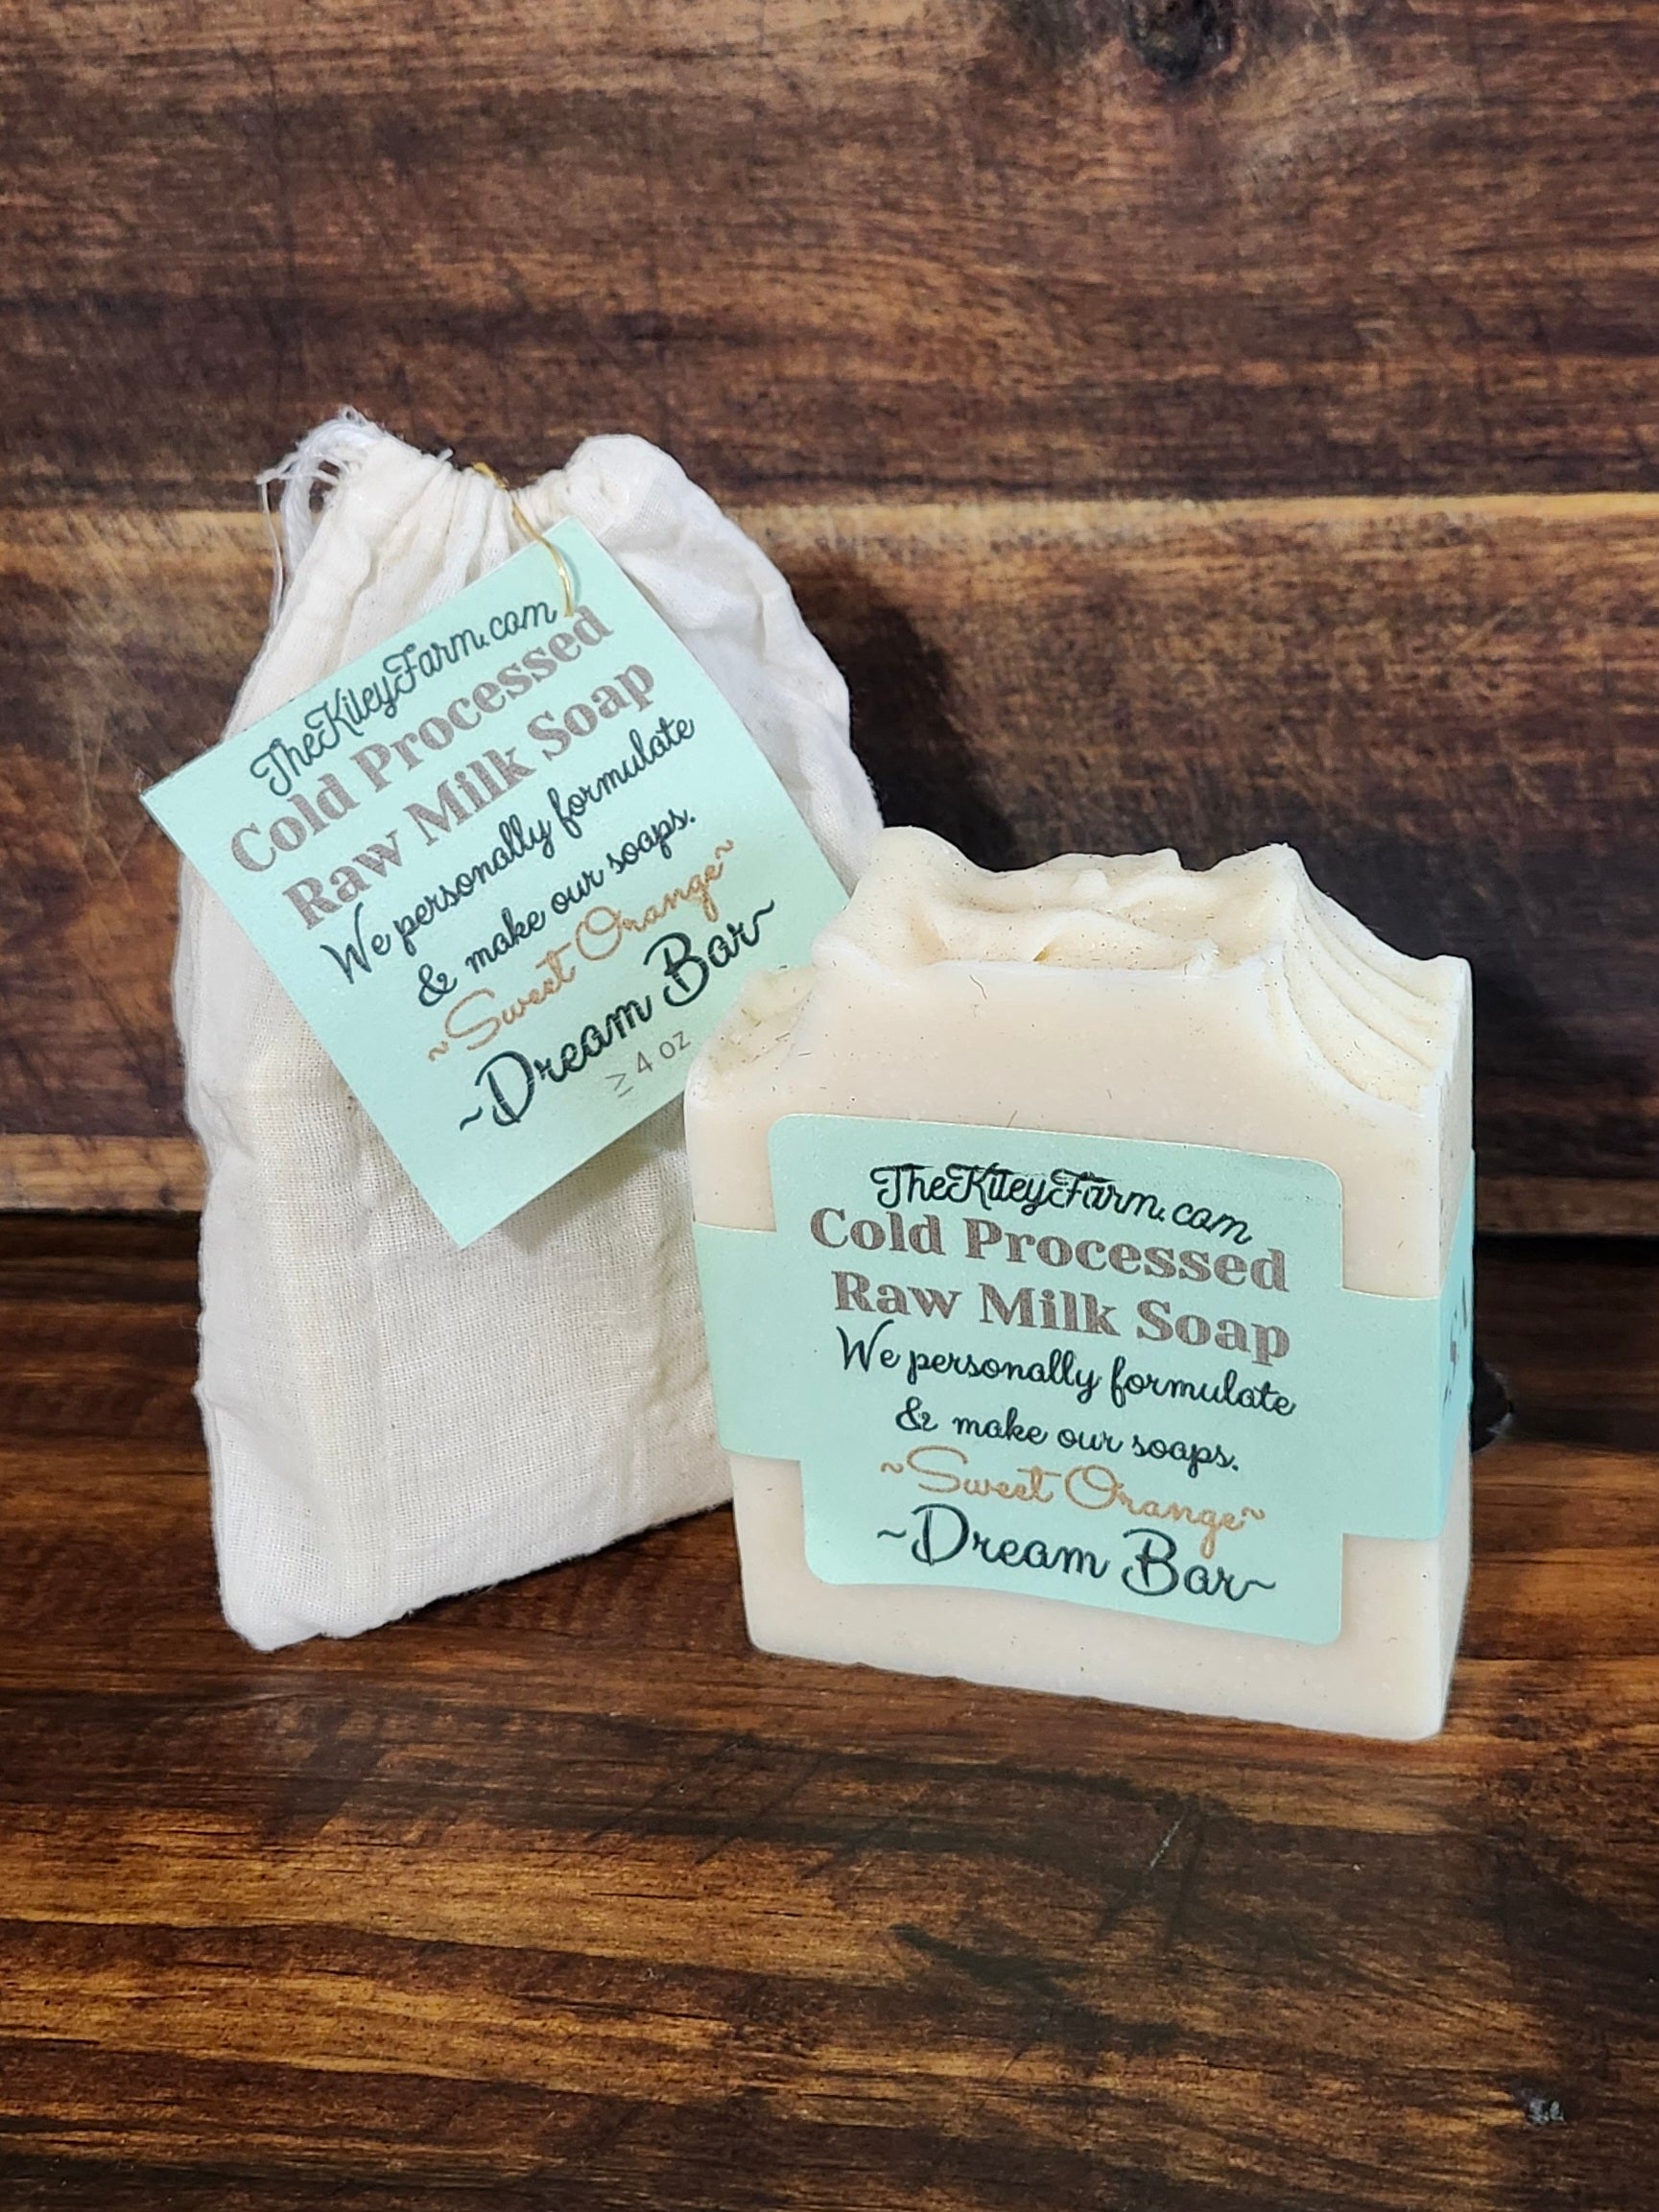 TheKileyFarm.com
Cold Processed
Raw Milk Soap
We personally formulate
& make our soaps.
~Sweet Orange~
~Dream Bar~
≥ 4 oz
TheKileyFarm.com
Cold Processed
Raw Milk Soap
We personally formulate
& make our soaps.
~Sweet Orange~
~Dream Bar~